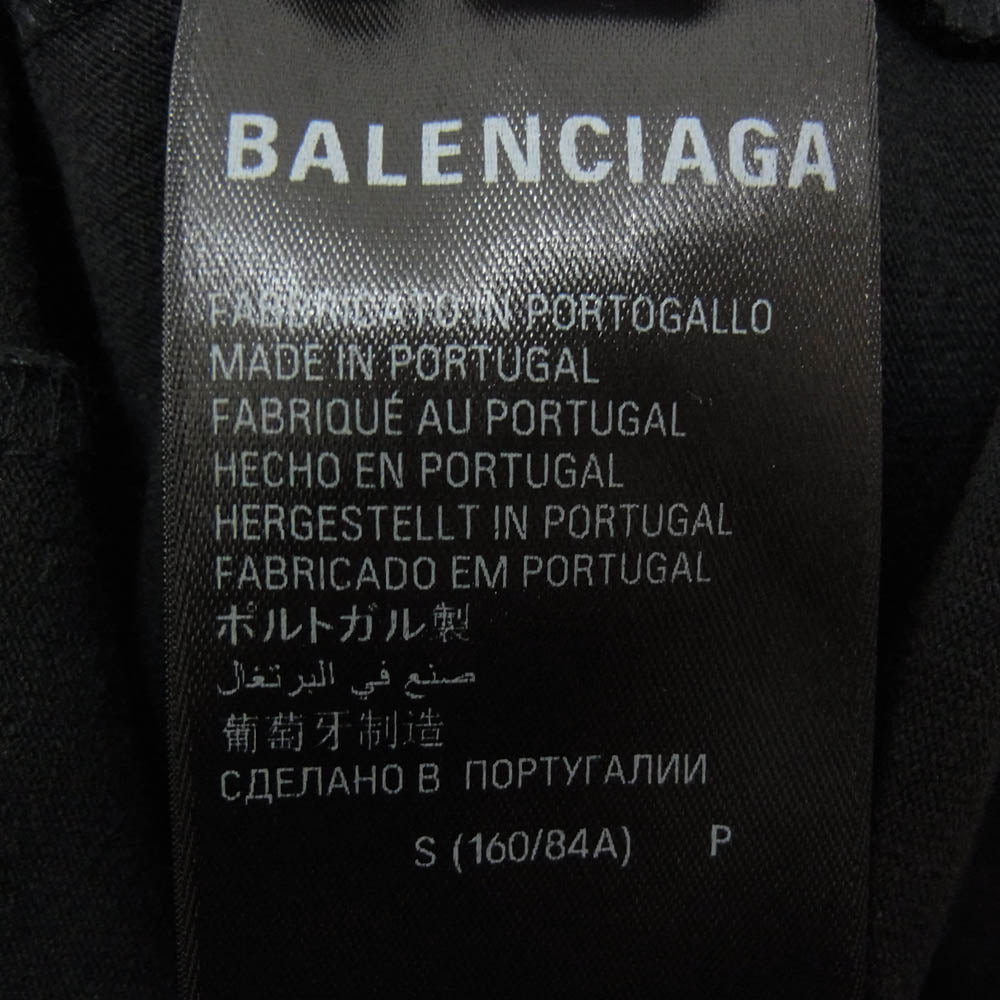 BALENCIAGA
FABBRICATO IN PORTOGALLO
MADE IN PORTUGAL
FABRIQUÉ AU PORTUGAL
HECHO EN PORTUGAL
HERGESTELLT IN PORTUGAL
FABRICADO EM PORTUGAL
ポルトガル製
صنع في البرتغال
葡萄牙制造
СДЕЛАНО В ПОРТУГАЛИИ
S (160/84A) P